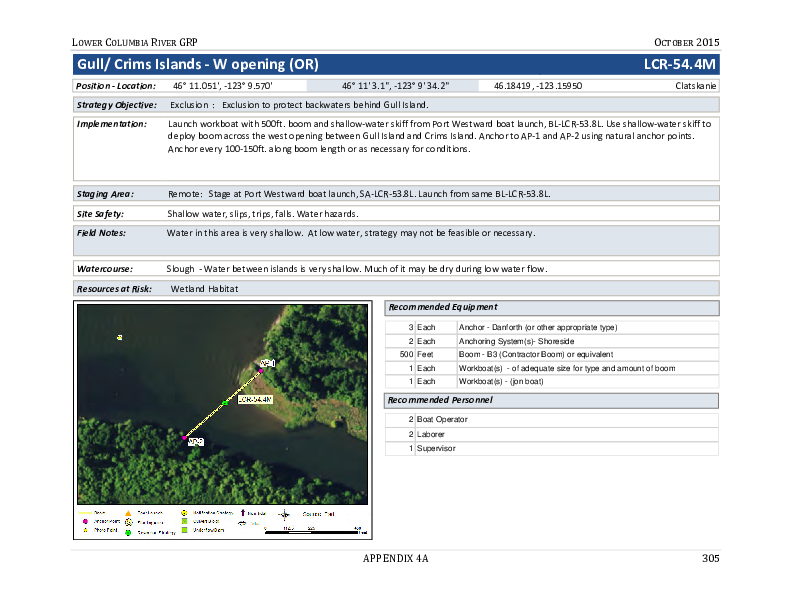 LOWER COLUMBIA RIVER GRP OCTOBER 2015
Gull/ Crims Islands - W opening (OR) LCR-54.4M
Position - Location: 46° 11.051', -123° 9.570' 46° 11' 3.1", -123° 9' 34.2" 46.18419, -123.15950 Clatskanie
Strategy Objective: Exclusion : Exclusion to protect backwaters behind Gull Island.
Implementation: Launch workboat with 500ft. boom and shallow-water skiff from Port Westward boat launch, BL-LCR-53.8L. Use shallow-water skiff to
deploy boom across the west opening between Gull Island and Crims Island. Anchor to AP-1 and AP-2 using natural anchor points.
Anchor every 100-150ft. along boom length or as necessary for conditions.
Staging Area: Remote: Stage at Port Westward boat launch, SA-LCR-53.8L. Launch from same BL-LCR-53.8L.
Site Safety: Shallow water, slips, trips, falls. Water hazards.
Field Notes: Water in this area is very shallow. At low water, strategy may not be feasible or necessary.
Watercourse: Slough - Water between islands is very shallow. Much of it may be dry during low water flow.
Resources at Risk: Wetland Habitat
AP-1
LCR-54.4M
AP-2
Anchor Point
Photo Point
Notification Strategy
Recommended Equipment
3 Each Anchor - Danforth (or other appropriate type)
2 Each Anchoring System(s)- Shoreside
500 Feet Boom - B3 (Contractor Boom) or equivalent
1 Each Workboat(s) - of adequate size for type and amount of boom
1 Each Workboat(s) - (jon boat)
Recommended Personnel
2 Boat Operator
2 Laborer
1 Supervisor
APPENDIX 4A 305